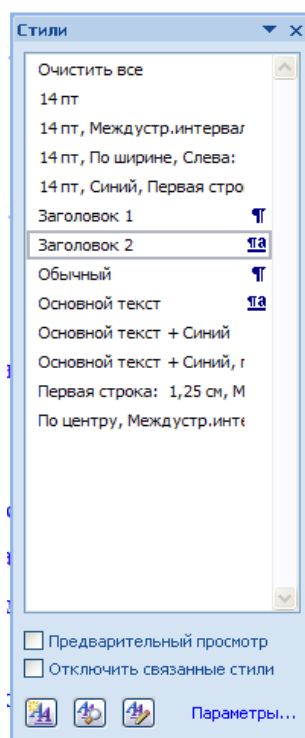 Стили
Очистить все
14 пт
14 пт, Междустр.интервал
14 пт, По ширине, Слева:
14 пт, Синий, Первая стро
Заголовок 1
Заголовок 2
Обычный
Основной текст
Основной текст + Синий
Основной текст + Синий, г
Первая строка: 1,25 см, М
По центру, Междустр.инте
Предварительный просмотр
Отключить связанные стили
Параметры...